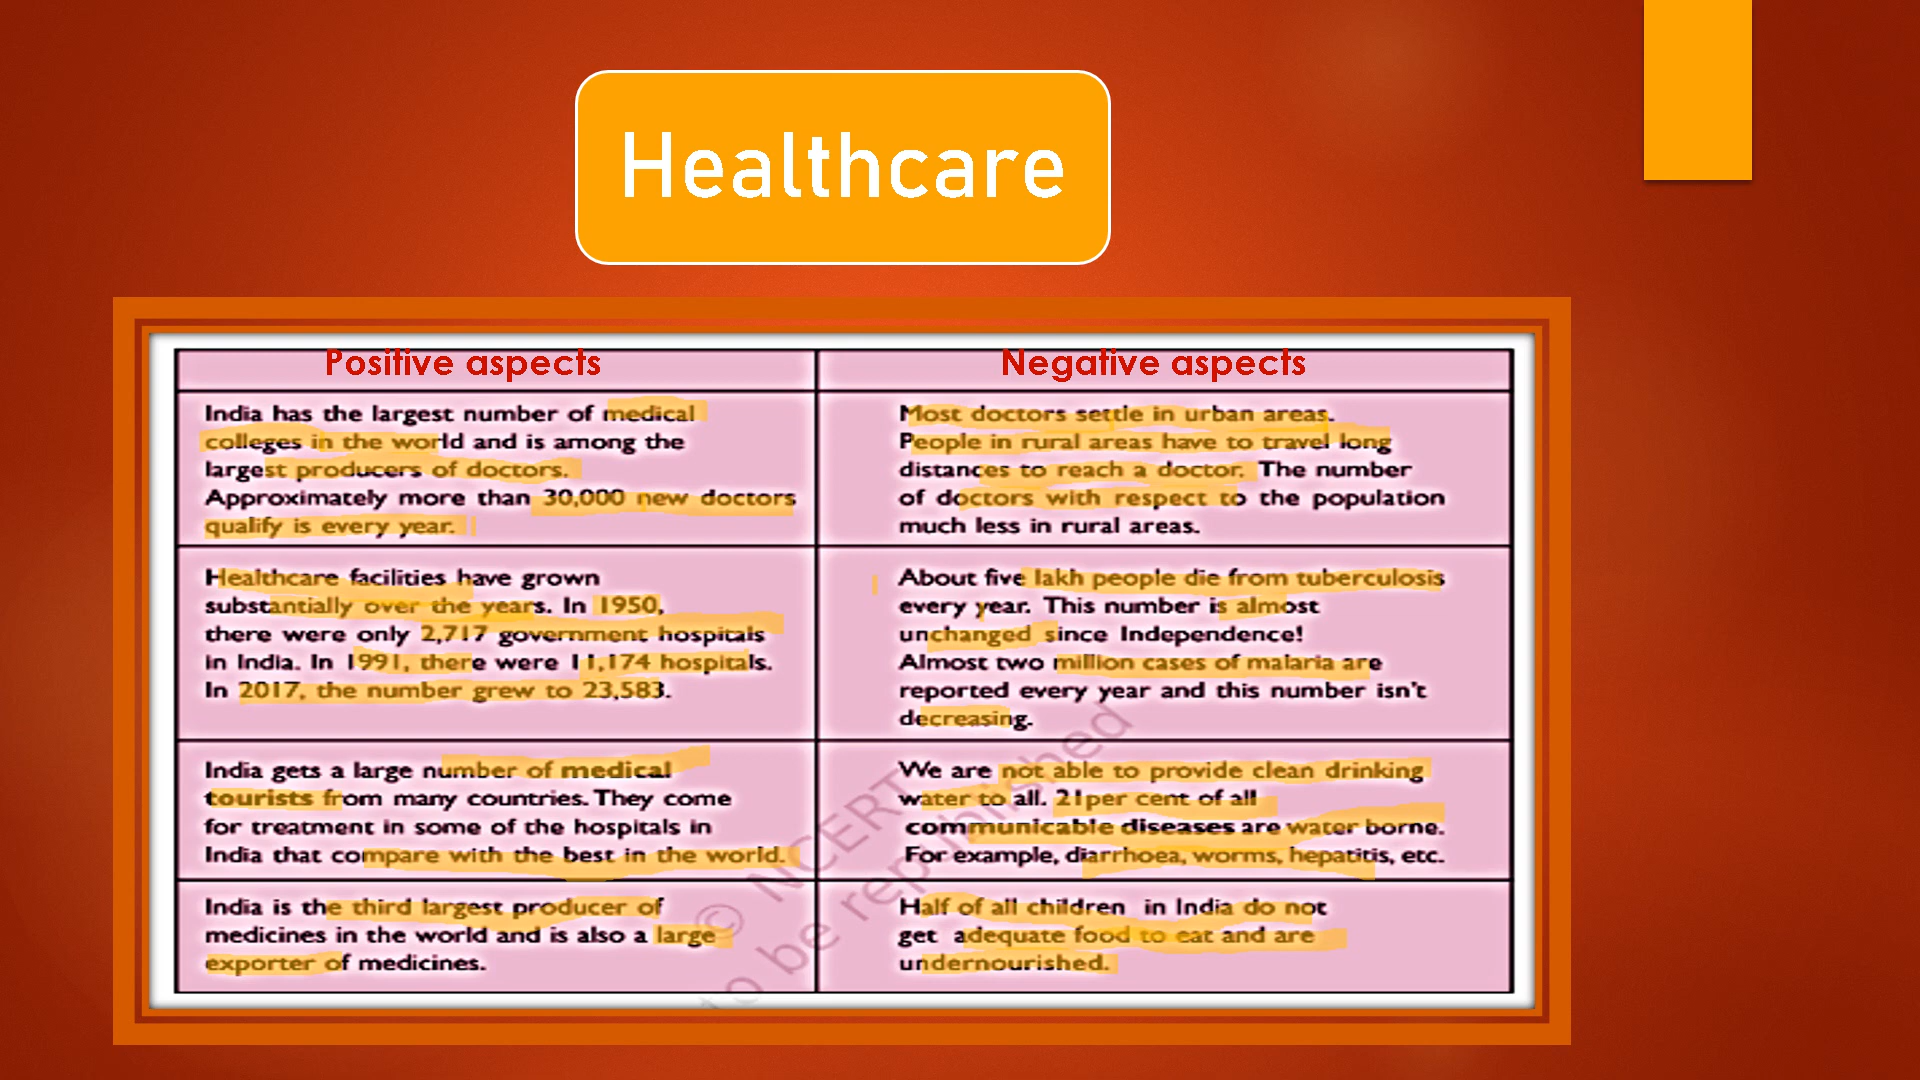 Healthcare
Positive aspects
Negative aspects
India has the largest number of medical
colleges in the world and is among the
largest producers of doctors.
Approximately more than 30,000 new doctors
qualify is every year.
Most doctors settle in urban areas.
People in rural areas have to travel long
distances to reach a doctor. The number
of doctors with respect to the population
much less in rural areas.
Healthcare facilities have grown
substantially over the years. In 1950,
there were only 2,717 government hospitals
in India. In 1991, there were 11,174 hospitals.
In 2017, the number grew to 23,583.
About five lakh people die from tuberculosis
every year. This number is almost
unchanged since Independence!
Almost two million cases of malaria are
reported every year and this number isn't
decreasing.
India gets a large number of medical
tourists from many countries. They come
for treatment in some of the hospitals in
India that compare with the best in the world.
We are not able to provide clean drinking
water to all. 21per cent of all
communicable diseases are water borne.
For example, diarrhoea, worms, hepatitis, etc.
India is the third largest producer of
medicines in the world and is also a large
exporter of medicines.
Half of all children in India do not
get adequate food to eat and are
undernourished.
© NCERT
to be republished